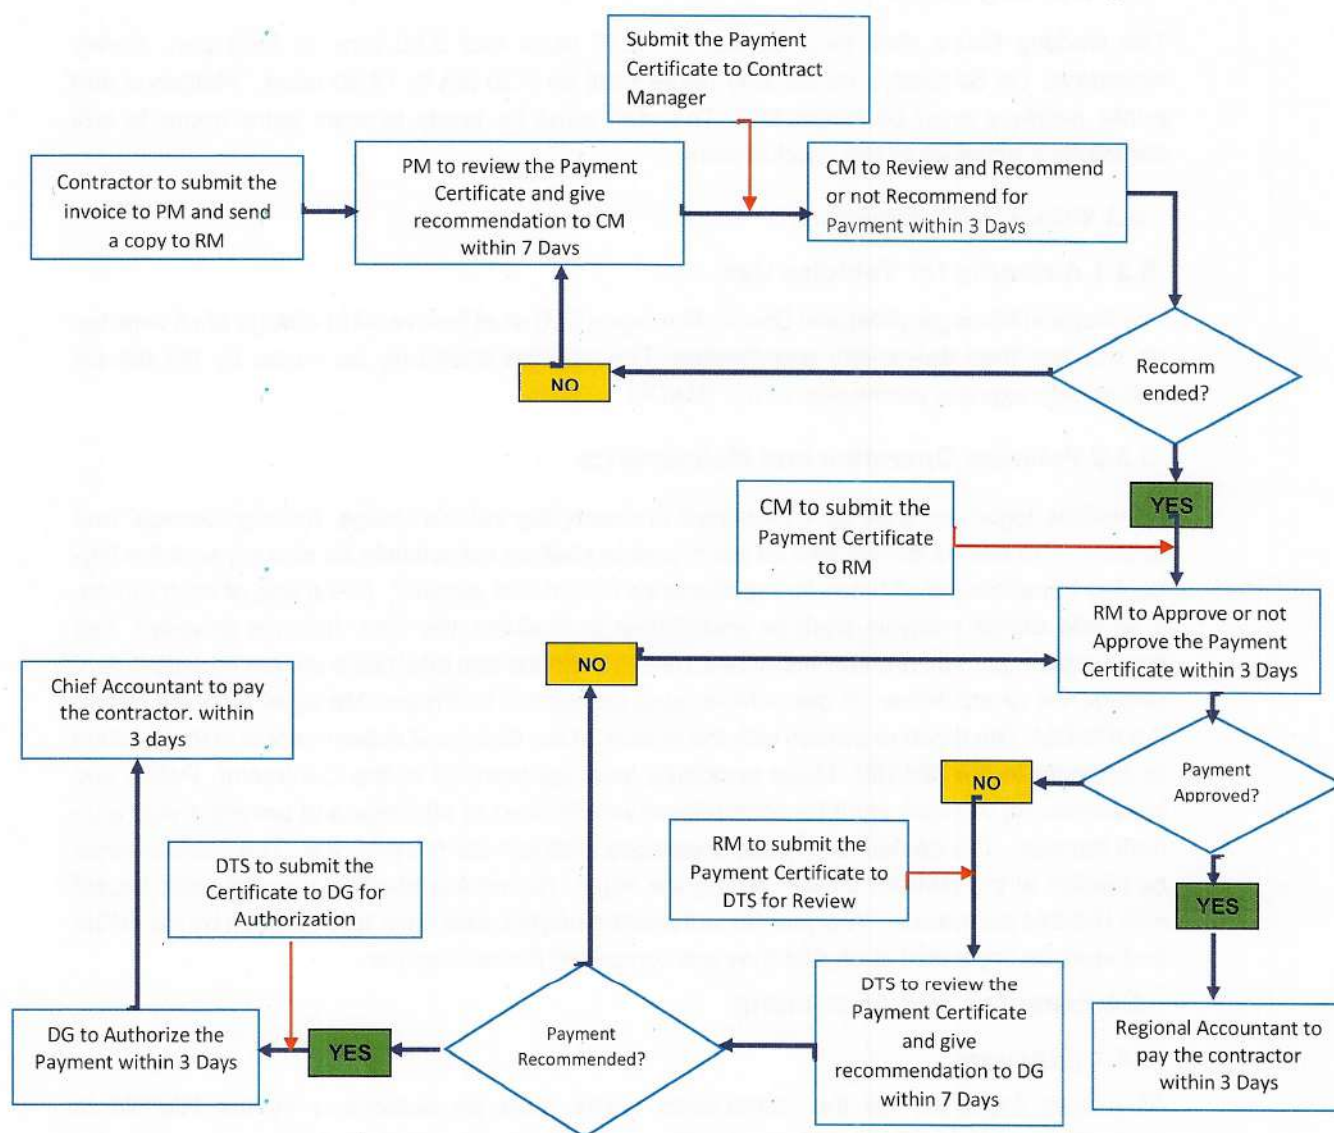 Submit the Payment
Certificate to Contract
Manager
Contractor to submit the
invoice to PM and send
a copy to RM
PM to review the Payment
Certificate and give
recommendation to CM
within 7 Days
CM to Review and Recommend
or not Recommend for
Payment within 3 Days
NO
Recomm
ended?
YES
CM to submit the
Payment Certificate
to RM
RM to Approve or not
Approve the Payment
Certificate within 3 Days
NO
Chief Accountant to pay
the contractor. within
3 days
Payment
Approved?
NO
RM to submit the
Payment Certificate to
DTS for Review
YES
DTS to submit the
Certificate to DG for
Authorization
DG to Authorize the
Payment within 3 Days
YES
Payment
Recommended?
DTS to review the
Payment Certificate
and give
recommendation to DG
within 7 Days
Regional Accountant to
pay the contractor
within 3 Days